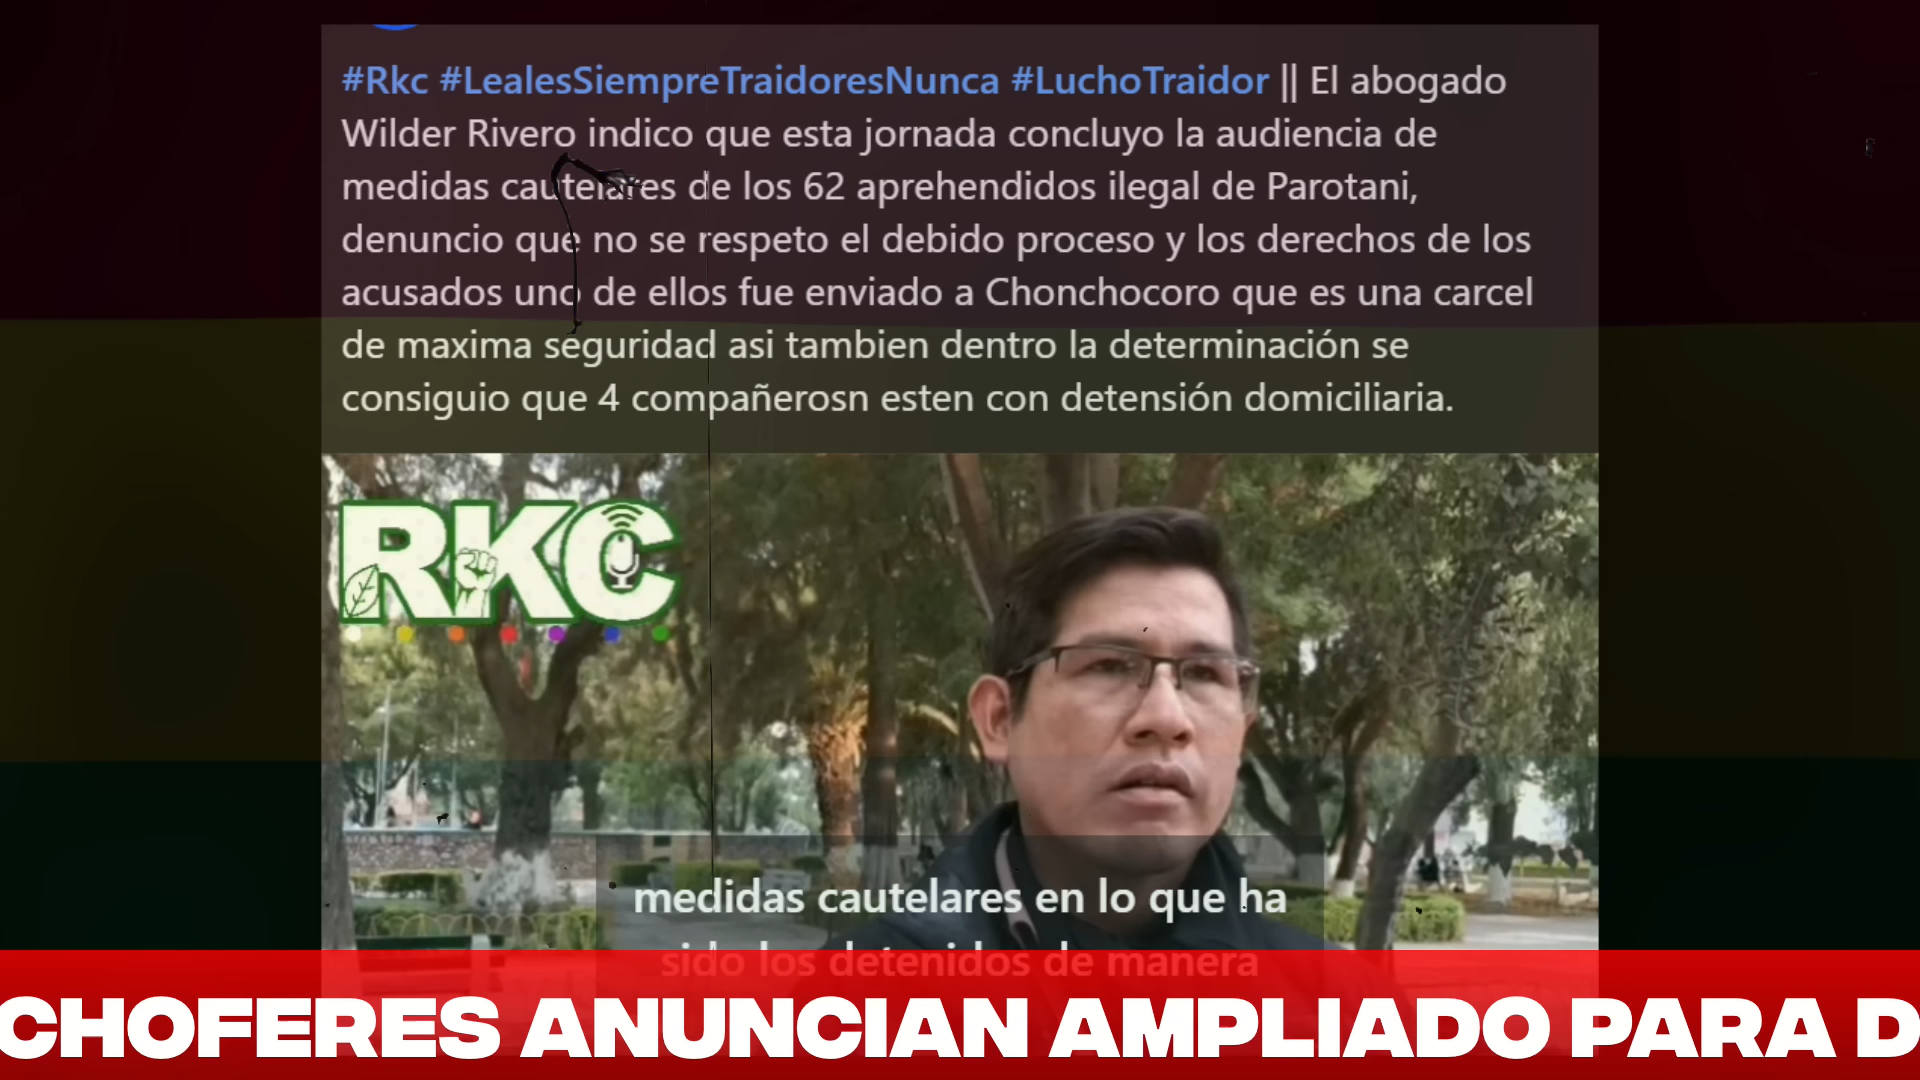 #Rkc #LealesSiempreTraidoresNunca #LuchoTraidor || El abogado
Wilder Rivero indico que esta jornada concluyo la audiencia de
medidas cautelares de los 62 aprehendidos ilegal de Parotani,
denuncio que no se respeto el debido proceso y los derechos de los
acusados uno de ellos fue enviado a Chonchocoro que es una carcel
de maxima seguridad asi tambien dentro la determinación se
consiguio que 4 compañerosn esten con detensión domiciliaria.
RKC
medidas cautelares en lo que ha
sido los detenidos de manera
CHOFERES ANUNCIAN AMPLIADO PARA D